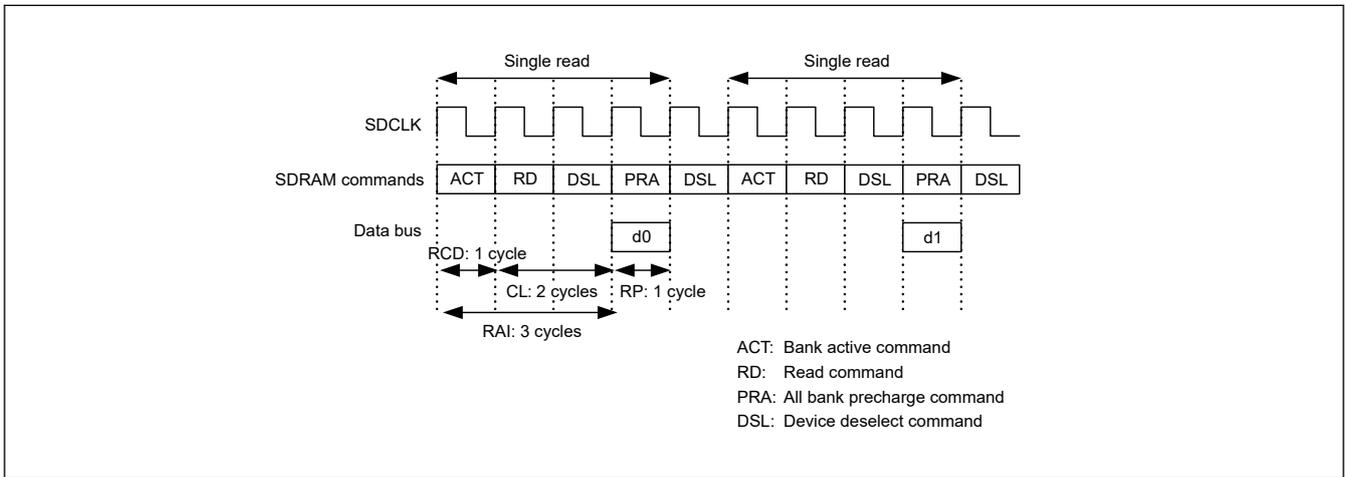 Single read Single read
SDCLK
SDRAM commands ACT RD DSL PRA DSL ACT RD DSL PRA DSL
Data bus d0 d1
RCD: 1 cycle
CL: 2 cycles RP: 1 cycle
RAI: 3 cycles
ACT: Bank active command
RD: Read command
PRA: All bank precharge command
DSL: Device deselect command